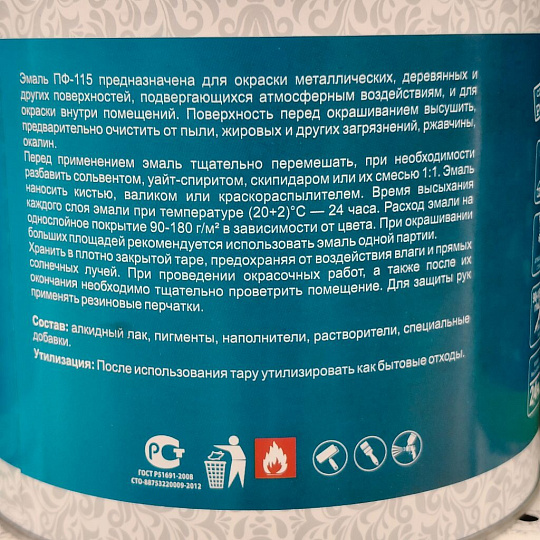 Эмаль ПФ-115 предназначена для окраски металлических, деревянных и
других поверхностей, подвергающихся атмосферным воздействиям, и для
окраски внутри помещений. Поверхность перед окрашиванием высушить,
предварительно очистить от пыли, жировых и других загрязнений, ржавчины,
окалин.
Перед применением эмаль тщательно перемешать, при необходимости
разбавить сольвентом, уайт-спиритом, скипидаром или их смесью 1:1. Эмаль
наносить кистью, валиком или краскораспылителем. Время высыхания
каждого слоя эмали при температуре (20+2)°С — 24 часа. Расход эмали на
однослойное покрытие 90-180 г/м² в зависимости от цвета. При окрашивании
больших площадей рекомендуется использовать эмаль одной партии.
Хранить в плотно закрытой таре, предохраняя от воздействия влаги и прямых
солнечных лучей. При проведении окрасочных работ, а также после их
окончания необходимо тщательно проветрить помещение. Для защиты рук
применять резиновые перчатки.
Состав: алкидный лак, пигменты, наполнители, растворители, специальные
добавки.
Утилизация: После использования тару утилизировать как бытовые отходы.
РСТ
ГОСТ Р51691-2008
СТО-88753220009-2012